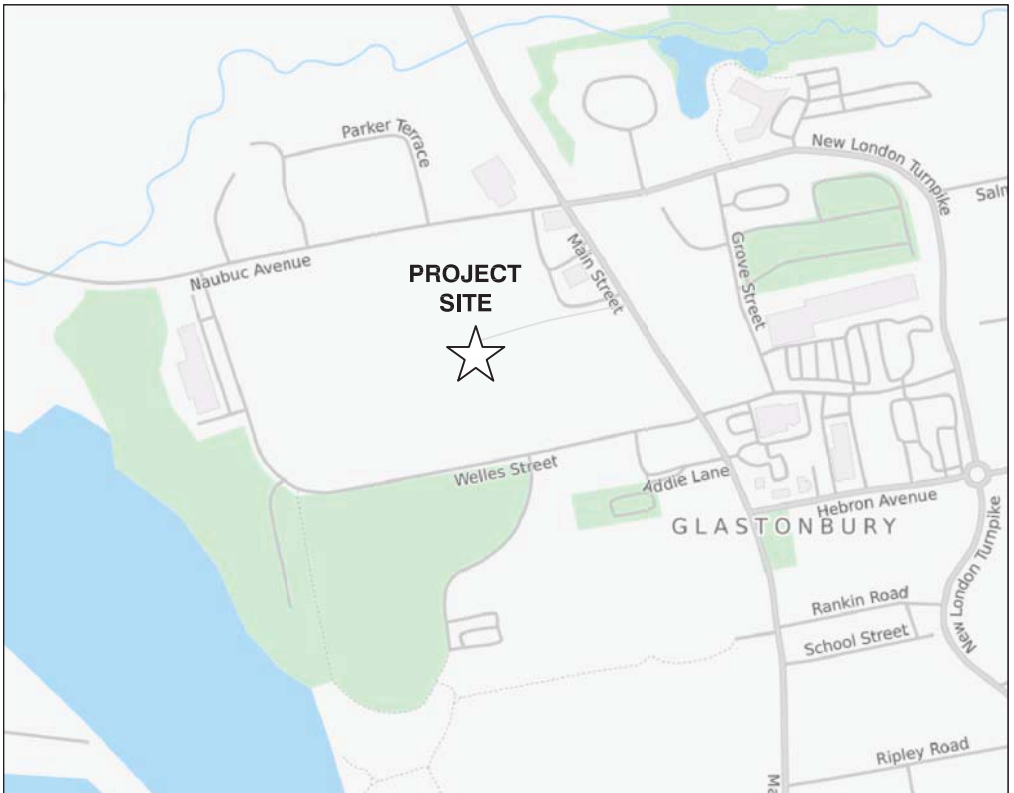 Parker Terrace
New London Turnpike
Saln
Naubuc Avenue
PROJECT
SITE
Main Street
Grove Street
Welles Street
Addie Lane
Hebron Avenue
GLASTONBURY
New London Turnpike
Rankin Road
School Street
Ripley Road
Ma